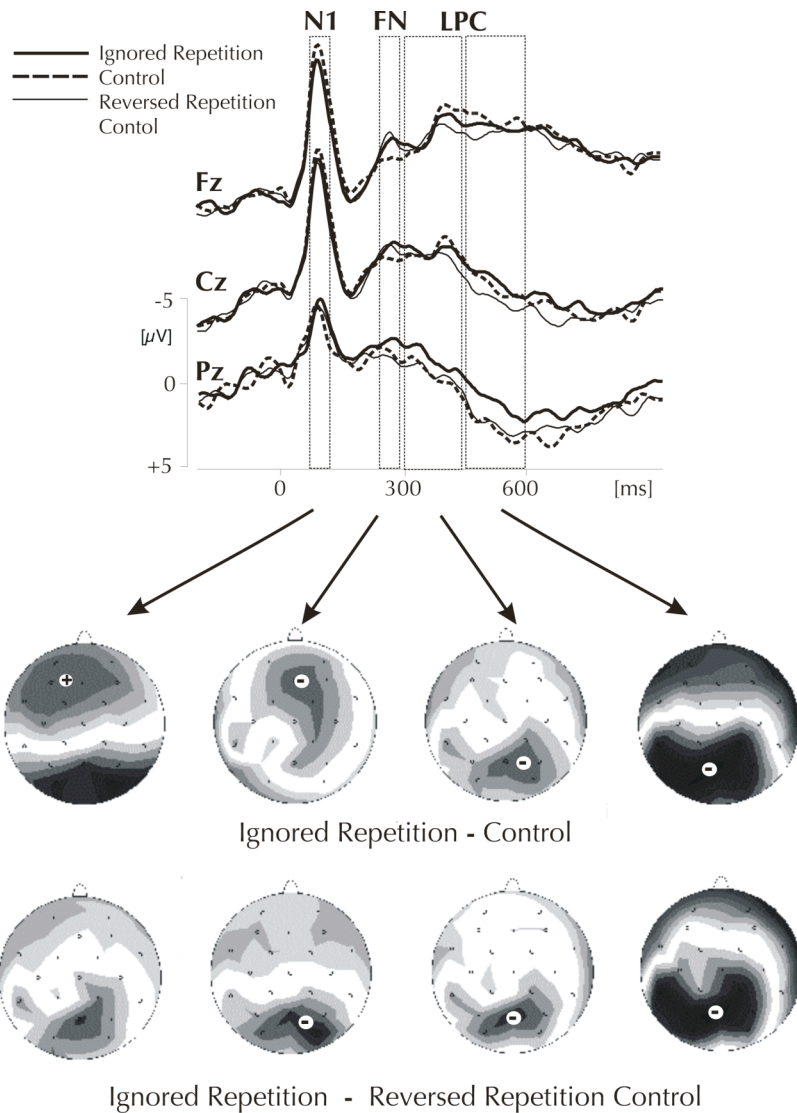 N1 FN LPC
Ignored Repetition
Control
Reversed Repetition
Contol
Fz
Cz
-5
[µV]
Pz
0
+5
0 300 600 [ms]
+ - - -
Ignored Repetition - Control
- - -
Ignored Repetition - Reversed Repetition Control